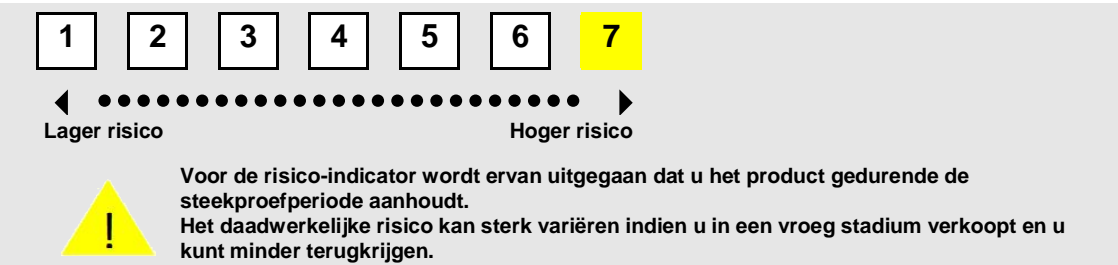 1 2 3 4 5 6 7
Lager risico Hoger risico
Voor de risico-indicator wordt ervan uitgegaan dat u het product gedurende de
steekproefperiode aanhoudt.
Het daadwerkelijke risico kan sterk variëren indien u in een vroeg stadium verkoopt en u
kunt minder terugkrijgen.
!